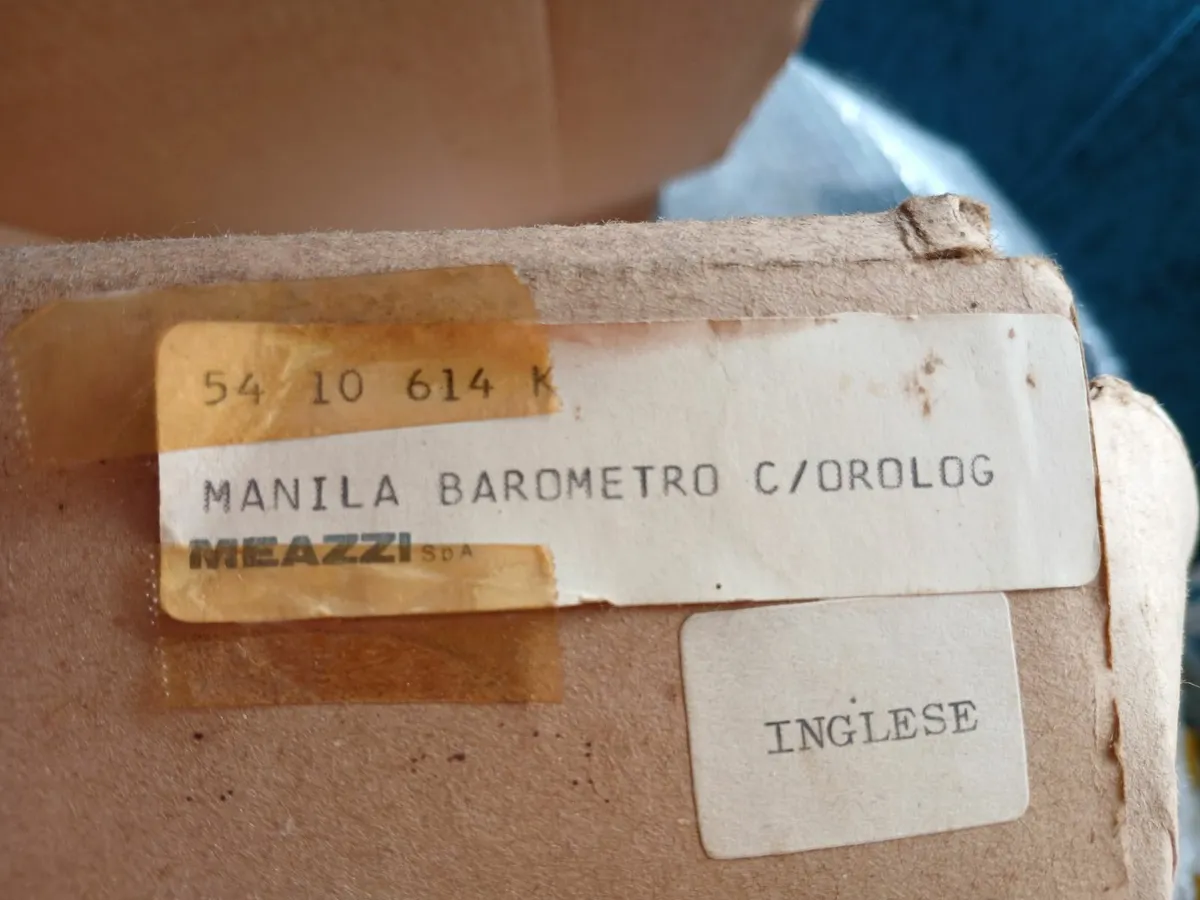 54 10 614 K
MANILA BAROMETRO C/OROLOG
MEAZZI SpA
INGLESE